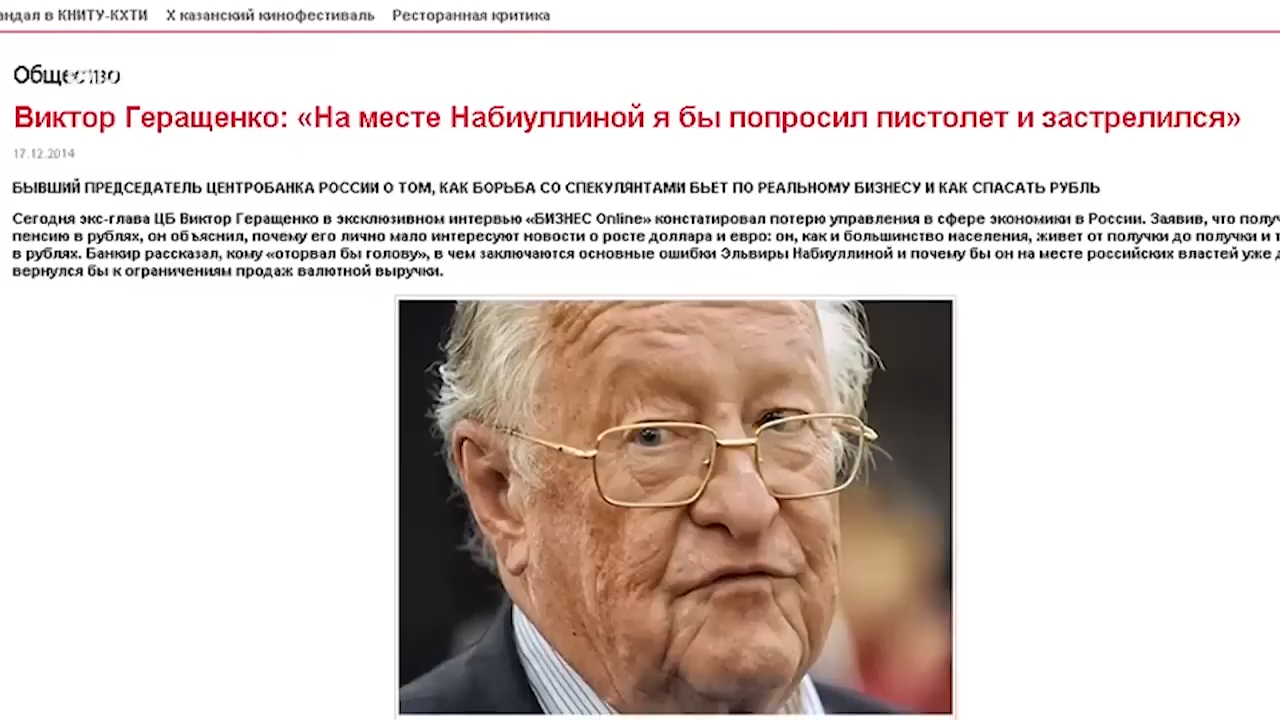 в КНИТУ-КХТИ X казанский кинофестиваль Ресторанная критика
Общество
Виктор Геращенко: «На месте Набиуллиной я бы попросил пистолет и застрелился»
17.12.2014
БЫВШИЙ ПРЕДСЕДАТЕЛЬ ЦЕНТРОБАНКА РОССИИ О ТОМ, КАК БОРЬБА СО СПЕКУЛЯНТАМИ БЬЕТ ПО РЕАЛЬНОМУ БИЗНЕСУ И КАК СПАСАТЬ РУБЛЬ
Сегодня экс-глава ЦБ Виктор Геращенко в эксклюзивном интервью «БИЗНЕС Online» констатировал потерю управления в сфере экономики в России. Заявив, что
пенсию в рублях, он объяснил, почему его лично мало интересуют новости о росте доллара и евро: он, как и большинство населения, живет от получки до получки и
в рублях. Банкир рассказал, кому «оторвал бы голову», в чем заключаются основные ошибки Эльвиры Набиуллиной и почему бы он на месте российских властей уже
вернулся бы к ограничениям продаж валютной выручки.